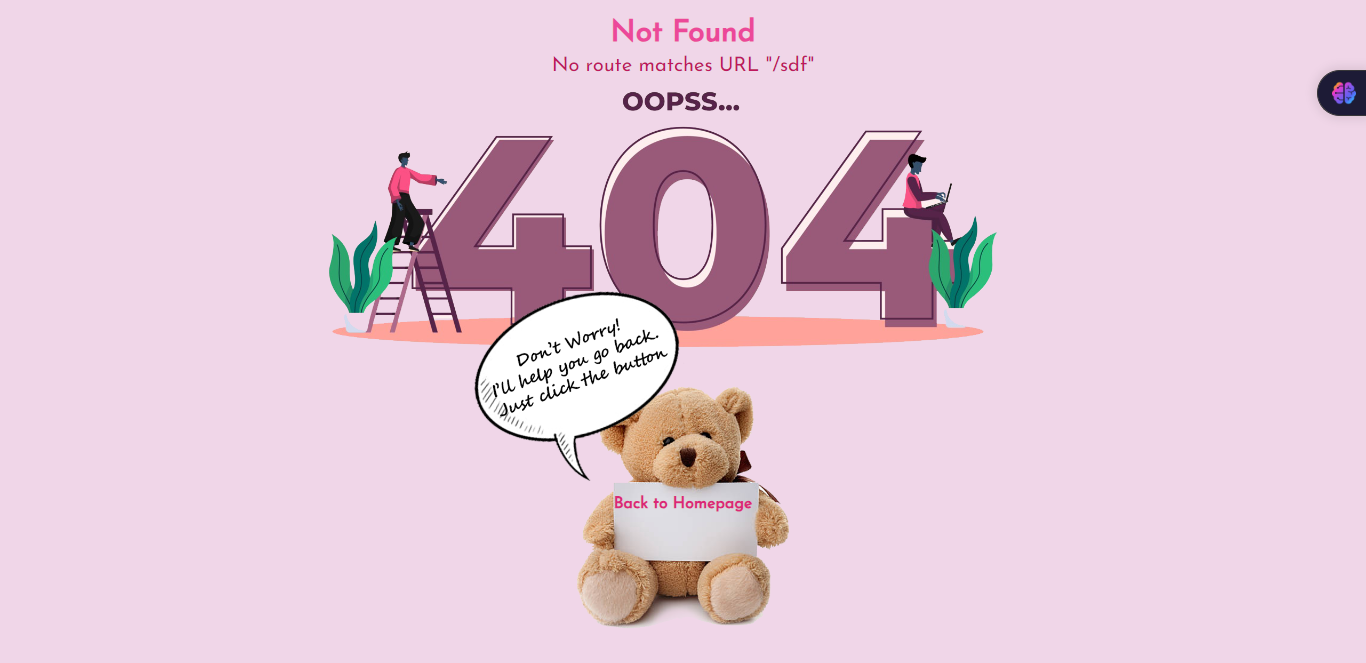 Not Found
No route matches URL "/sdf"
OOPSS...
404
Don't Worry!
I'll help you go back.
Just click the button
Back to Homepage